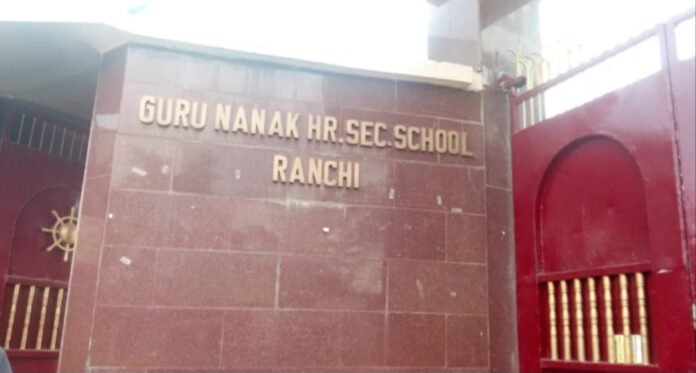 GURU NANAK HR.SEC.SCHOOL
RANCHI